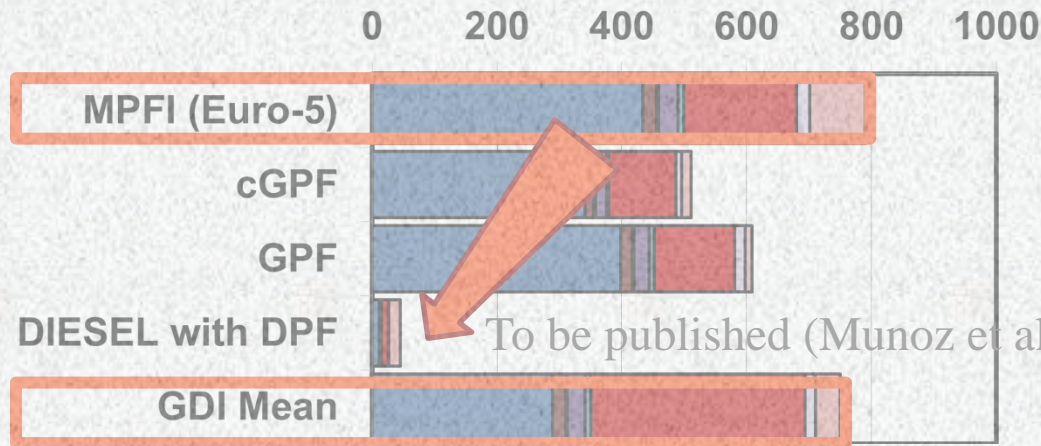 0 200 400 600 800 1000
MPFI (Euro-5)
cGPF
GPF
DIESEL with DPF
To be published (Munoz et al
GDI Mean